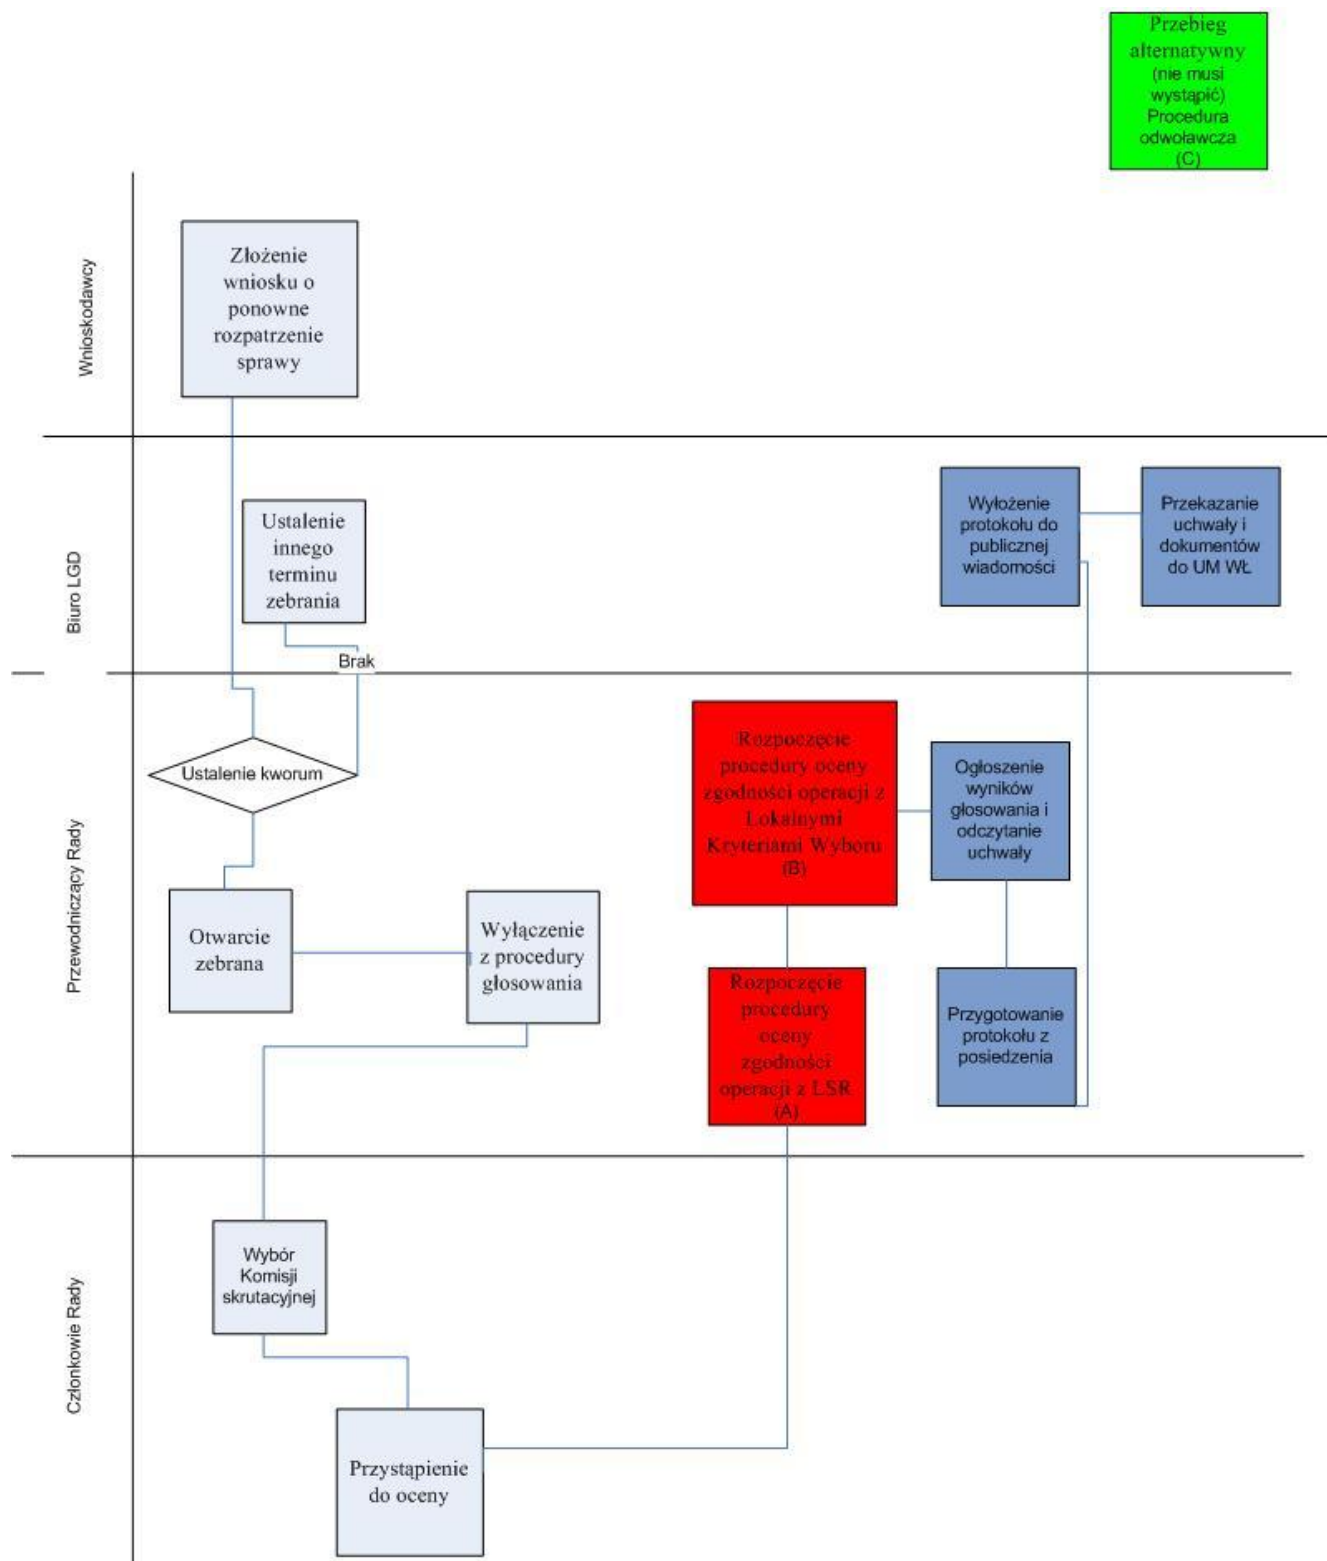 Przebieg
alternatywny
(nie musi
wystąpić)
Procedura
odwoławcza
(C)
Wnioskodawcy
Złożenie
wniosku o
ponowne
rozpatrzenie
sprawy
Biuro LGD
Ustalenie
innego
terminu
zebrania
Brak
Wyłożenie
protokołu do
publicznej
wiadomości
Przekazanie
uchwały i
dokumentów
do UM WŁ
Przewodniczący Rady
Ustalenie kworum
Otwarcie
zebrana
Wyłączenie
z procedury
głosowania
Rozpoczęcie
procedury oceny
zgodności operacji z
Lokalnymi
Kryteriami Wyboru
(B)
Ogłoszenie
wyników
głosowania i
odczytanie
uchwały
Rozpoczęcie
procedury
oceny
zgodności
operacji z LSR
(A)
Przygotowanie
protokołu z
posiedzenia
Członkowie Rady
Wybór
Komisji
skrutacyjnej
Przystąpienie
do oceny